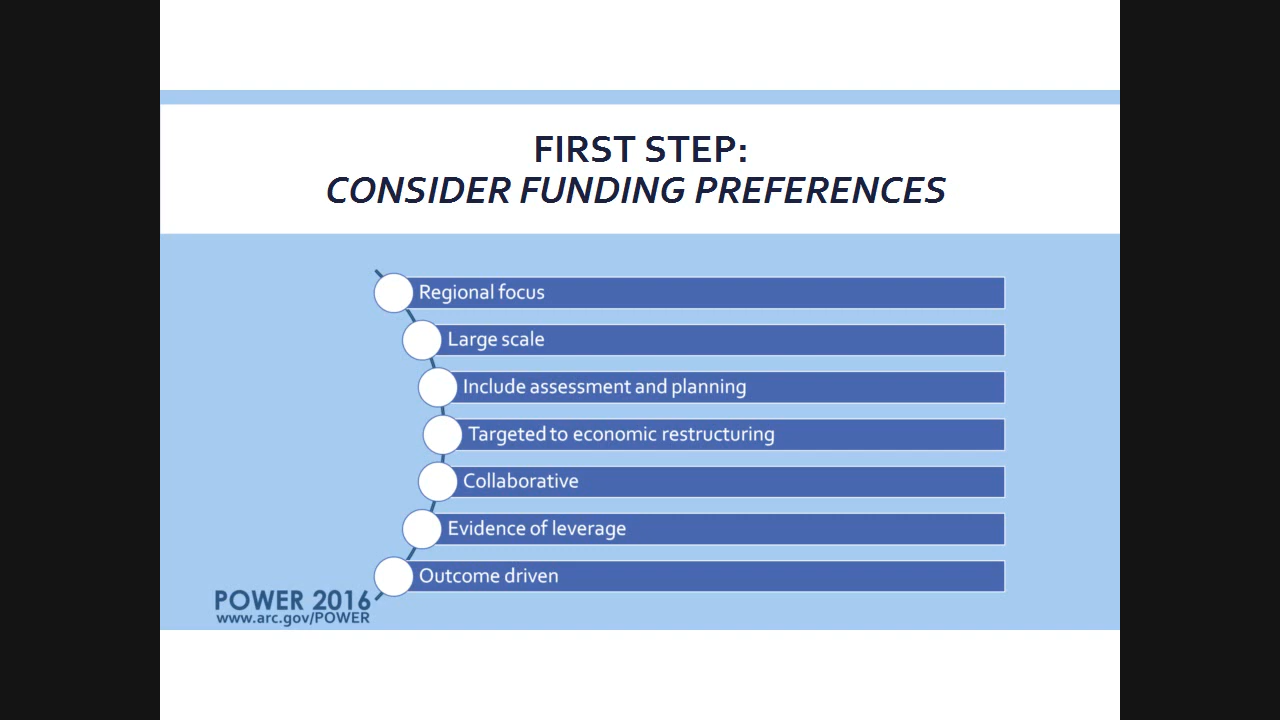 FIRST STEP:
CONSIDER FUNDING PREFERENCES
Regional focus
Large scale
Include assessment and planning
Targeted to economic restructuring
Collaborative
Evidence of leverage
Outcome driven
POWER 2016
www.arc.gov/POWER